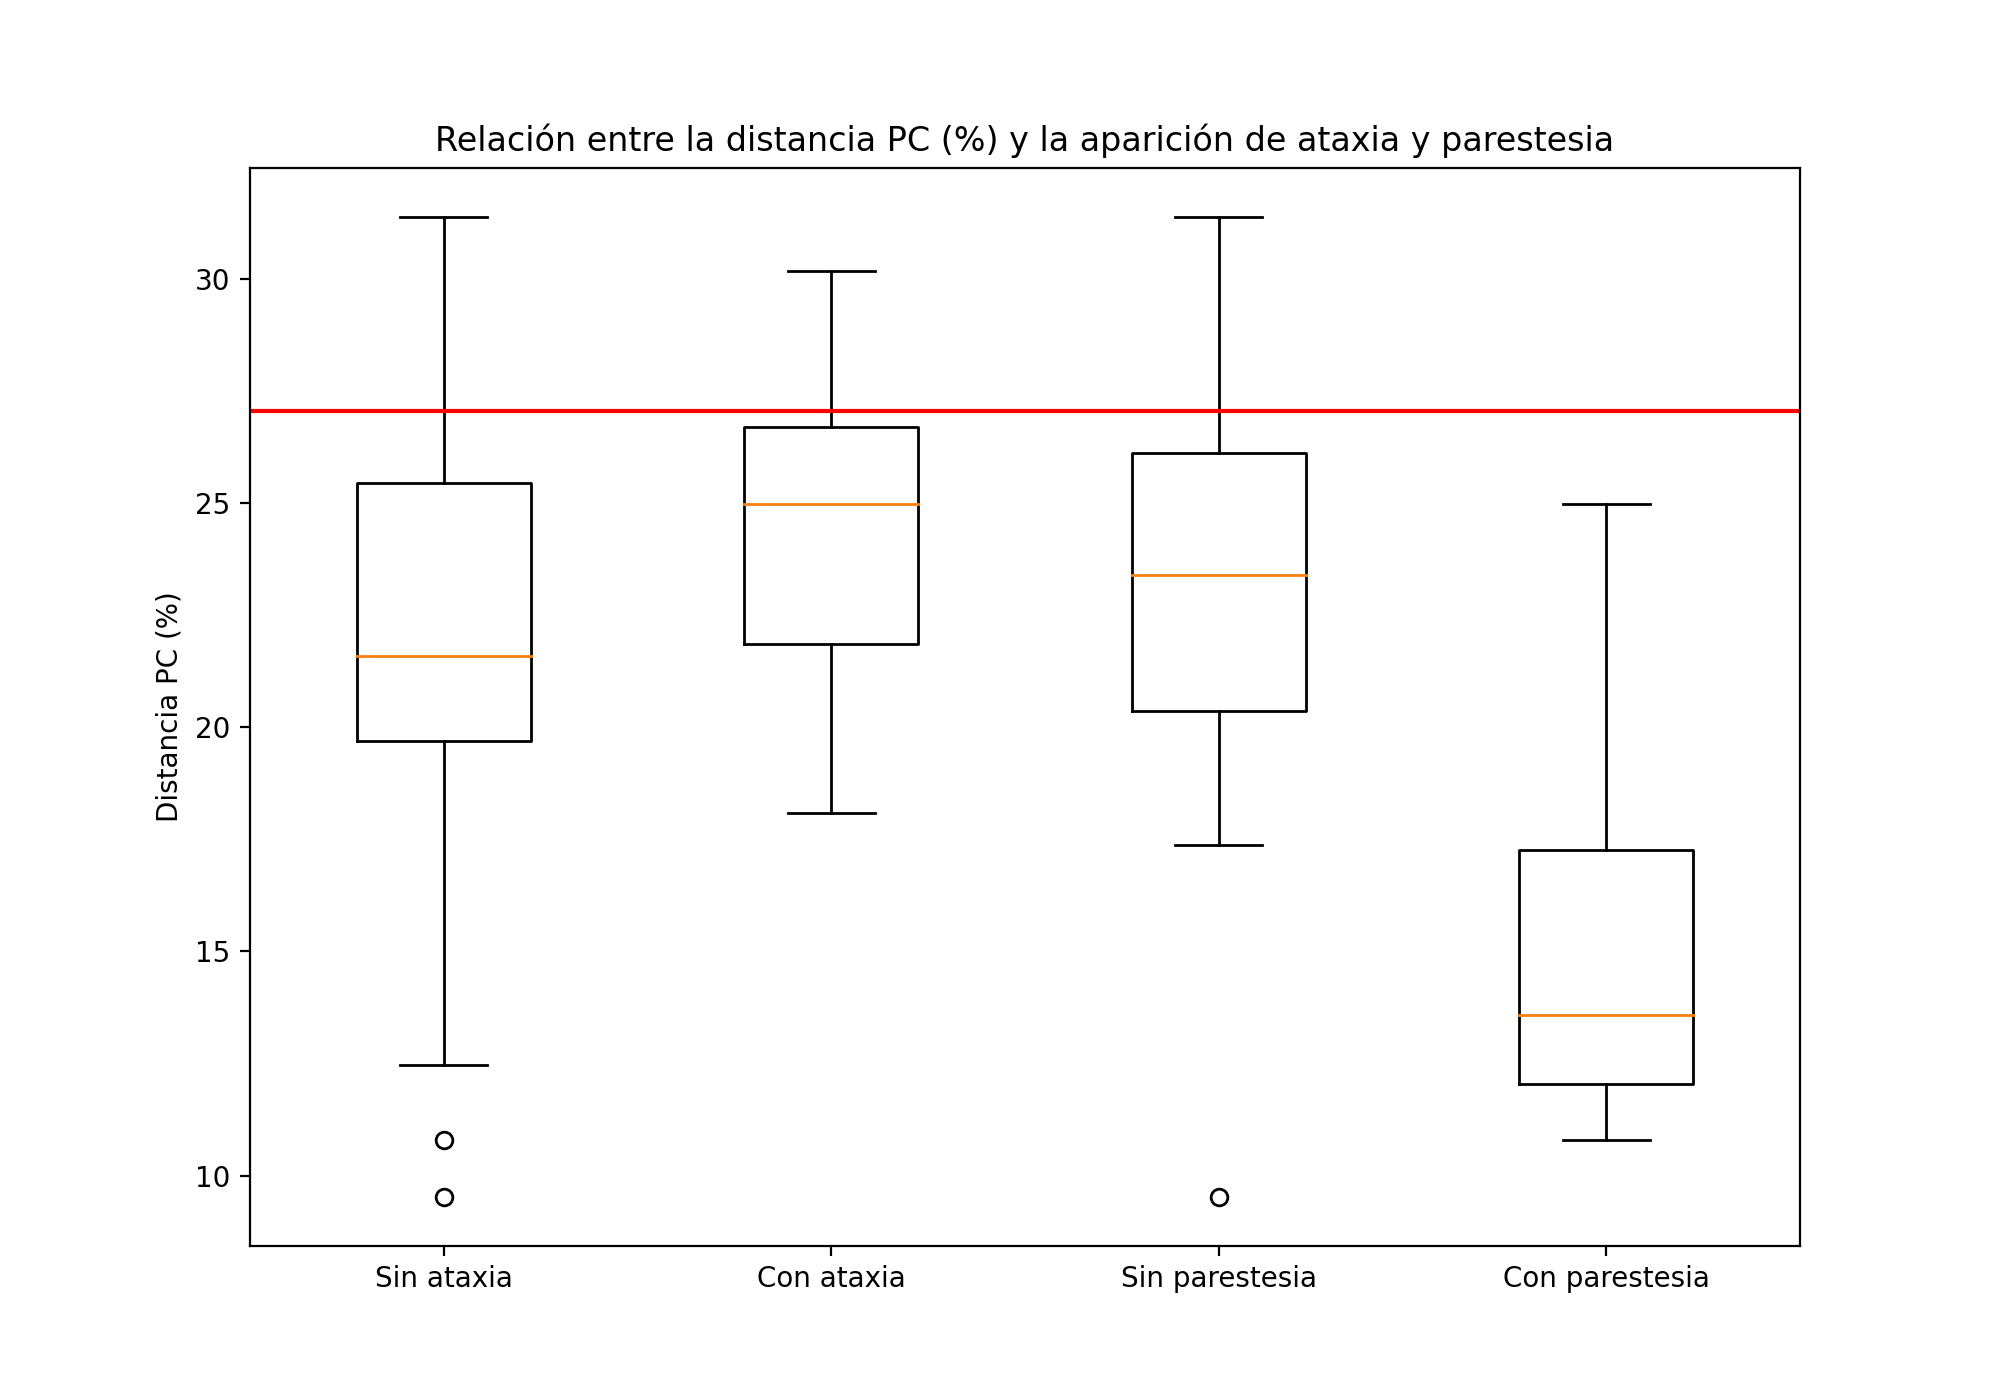 Relación entre la distancia PC (%) y la aparición de ataxia y parestesia
Distancia PC (%)
30
25
20
15
10
Sin ataxia
Con ataxia
Sin parestesia
Con parestesia